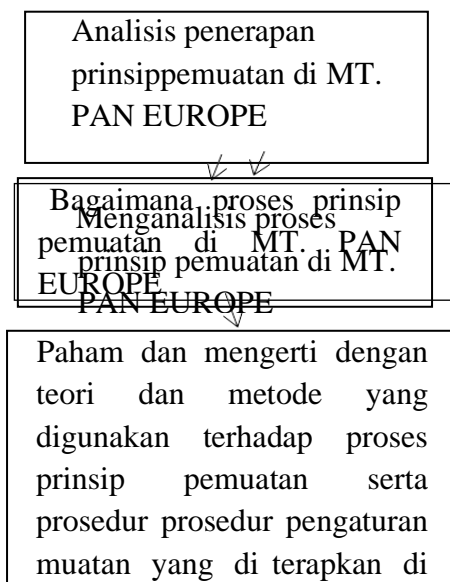 Analisis penerapan
prinsippemuatan di MT.
PAN EUROPE
Bagaimana proses prinsip
pemuatan di MT. PAN
EUROPE
Menganalisis proses
prinsip pemuatan di MT.
PAN EUROPE
Paham dan mengerti dengan
teori dan metode yang
digunakan terhadap proses
prinsip pemuatan serta
prosedur prosedur pengaturan
muatan yang di terapkan di